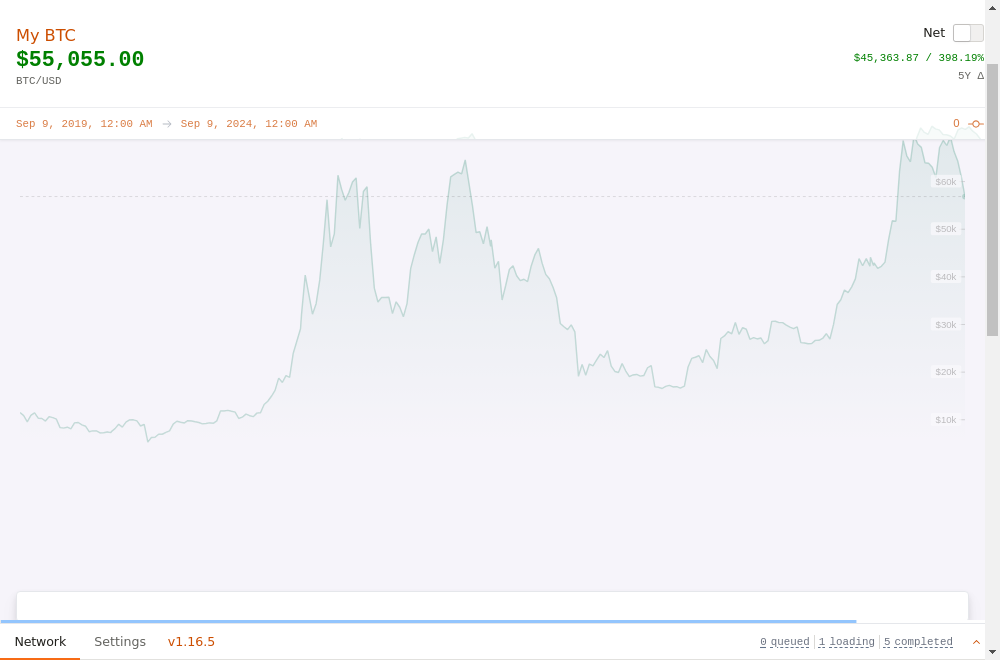 My BTC
Net
$55,055.00
$45,363.87 / 398.19%
BTC/USD
5Y Δ
Sep 9, 2019, 12:00 AM → Sep 9, 2024, 12:00 AM
0
$60k
$50k
$40k
$30k
$20k
$10k
Network Settings v1.16.5
0 queued 1 loading 5 completed